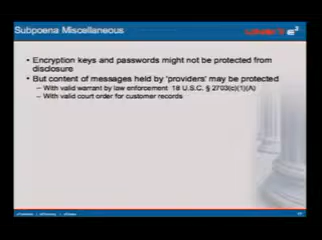 Subpoena Miscellaneous
• Encryption keys and passwords might not be protected from
disclosure
• But content of messages held by 'providers' may be protected
– With valid warrant by law enforcement 18 U.S.C. § 2703(c)(1)(A)
– With valid court order for customer records